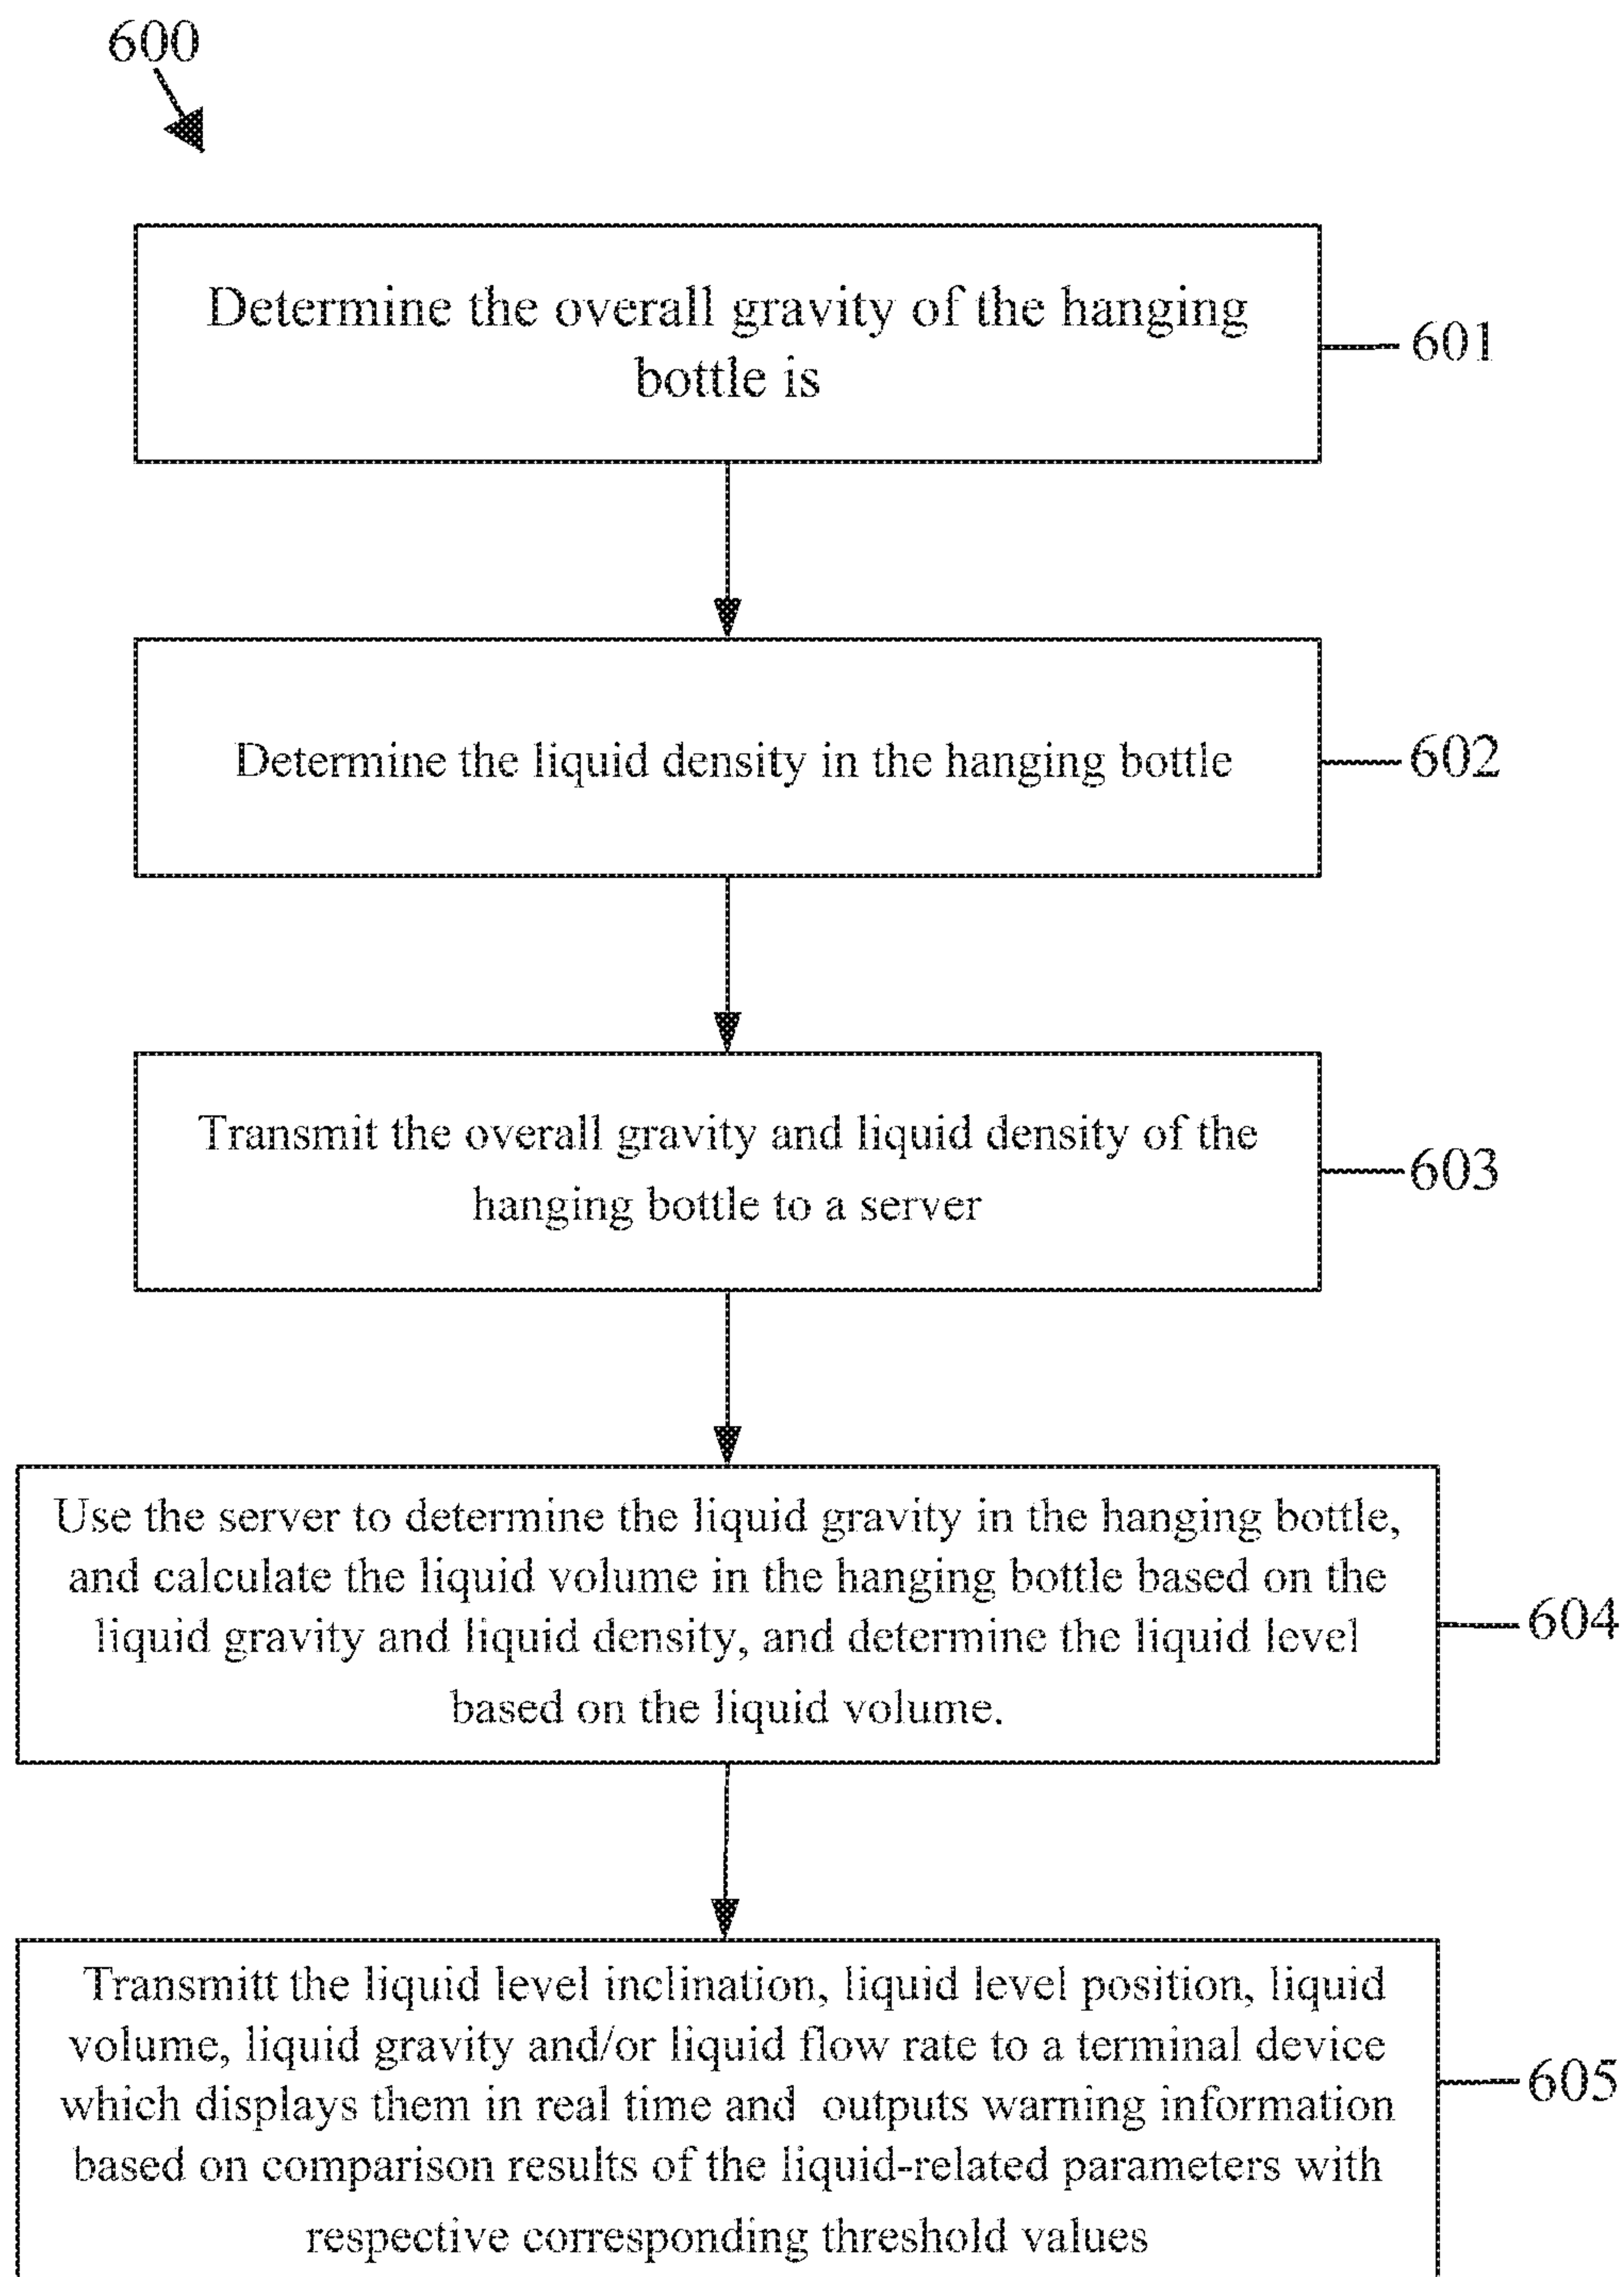 600
Determine the overall gravity of the hanging
bottle is
601
Determine the liquid density in the hanging bottle
602
Transmit the overall gravity and liquid density of the
hanging bottle to a server
603
Use the server to determine the liquid gravity in the hanging bottle,
and calculate the liquid volume in the hanging bottle based on the
liquid gravity and liquid density, and determine the liquid level
based on the liquid volume.
604
Transmitt the liquid level inclination, liquid level position, liquid
volume, liquid gravity and/or liquid flow rate to a terminal device
which displays them in real time and outputs warning information
based on comparison results of the liquid-related parameters with
respective corresponding threshold values
605